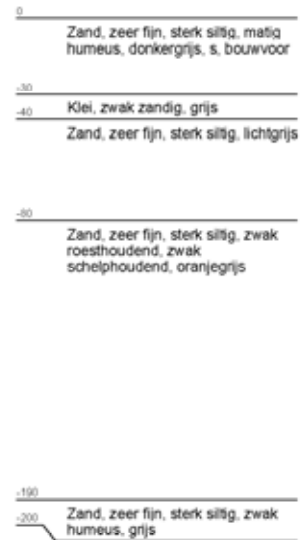 0
Zand, zeer fijn, sterk siltig, matig
humeus, donkergrijs, s, bouwvoor
-30
Klei, zwak zandig, grijs
-40
Zand, zeer fijn, sterk siltig, lichtgrijs
-80
Zand, zeer fijn, sterk siltig, zwak
roesthoudend, zwak
schelphoudend, oranjegrijs
-190
Zand, zeer fijn, sterk siltig, zwak
-200
humeus, grijs